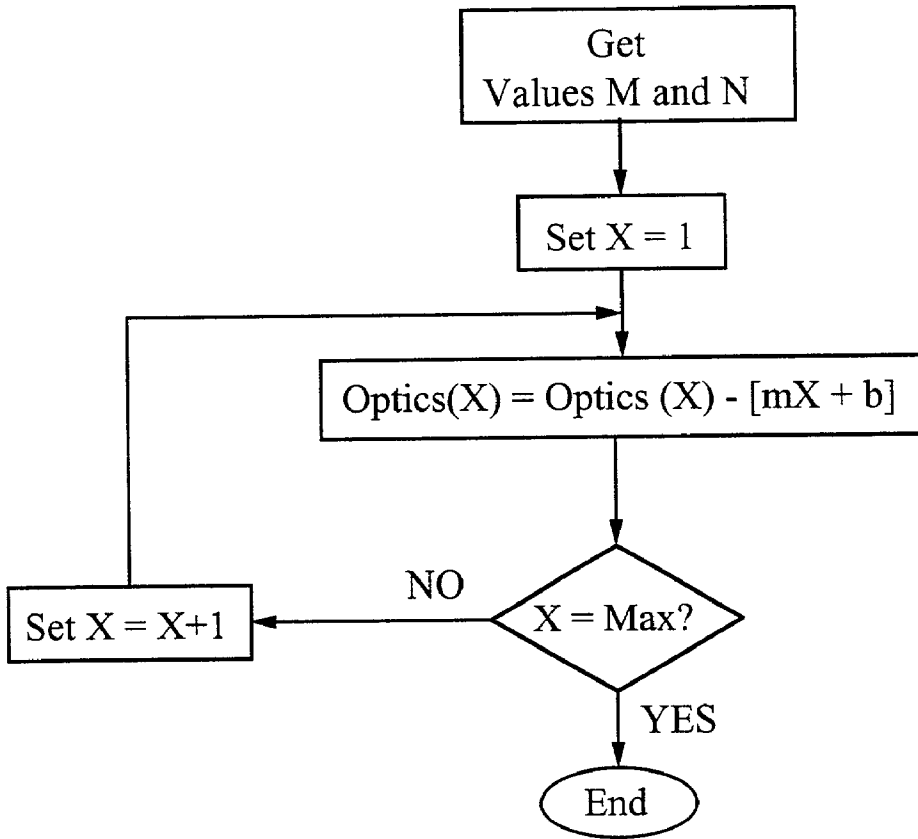 Get
Values M and N
Set X = 1
Optics(X) = Optics (X) - [mX + b]
X = Max?
NO
Set X = X+1
YES
End